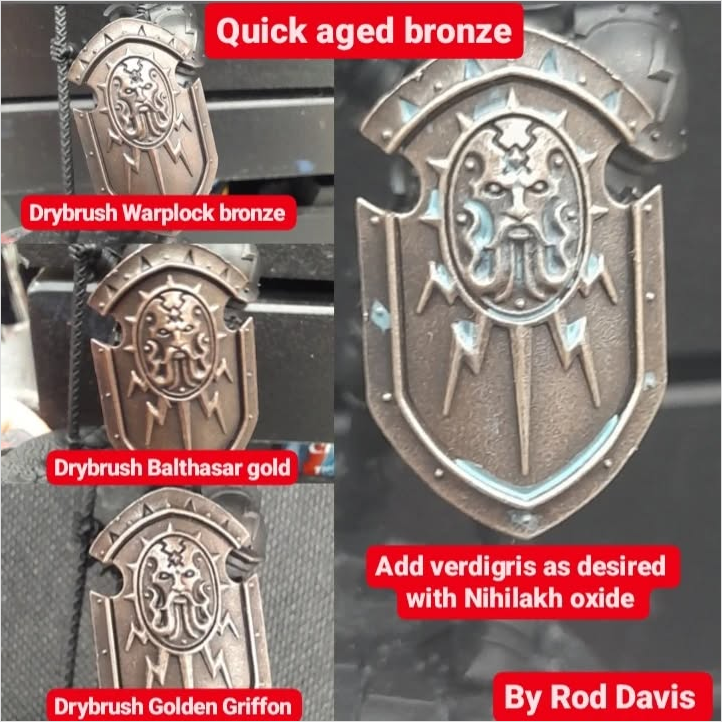 Quick aged bronze
Drybrush Warplock bronze
Drybrush Balthasar gold
Drybrush Golden Griffon
Add verdigris as desired
with Nihilakh oxide
By Rod Davis